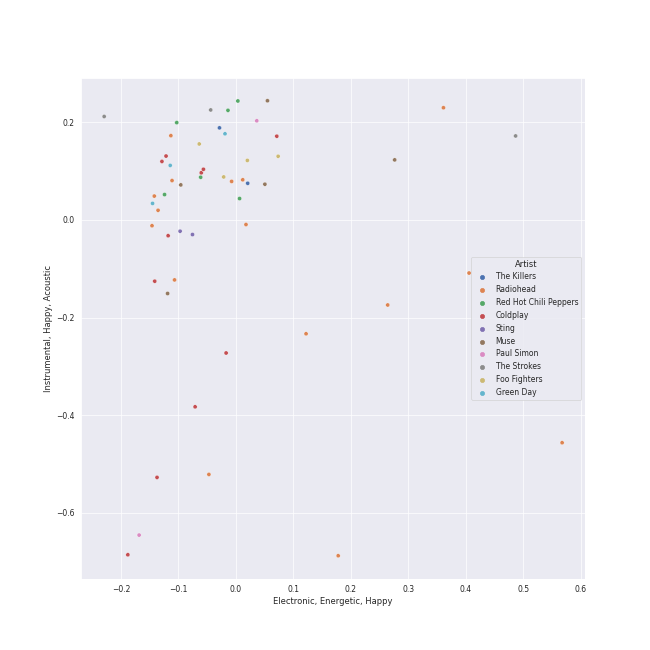 0.2
0.0
−0.2
−0.4
−0.6
Instrumental, Happy, Acoustic
Artist
The Killers
Radiohead
Red Hot Chili Peppers
Coldplay
Sting
Muse
Paul Simon
The Strokes
Foo Fighters
Green Day
−0.2 −0.1 0.0 0.1 0.2 0.3 0.4 0.5 0.6
Electronic, Energetic, Happy